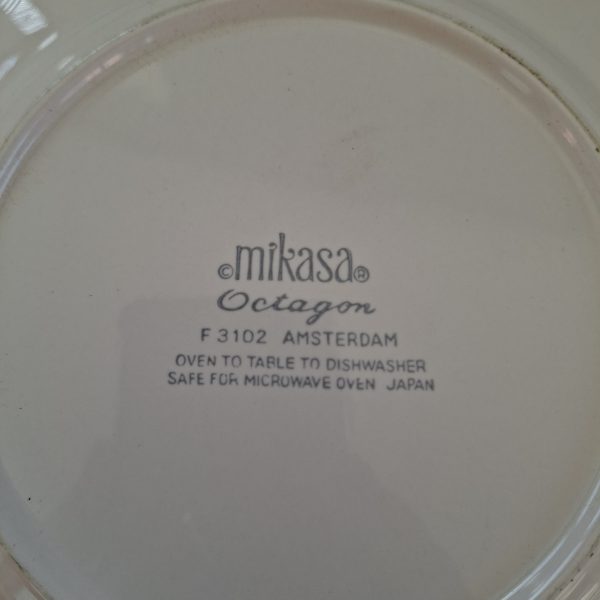 ©mikasa®
Octagon
F 3102 AMSTERDAM
OVEN TO TABLE TO DISHWASHER
SAFE FOR MICROWAVE OVEN JAPAN